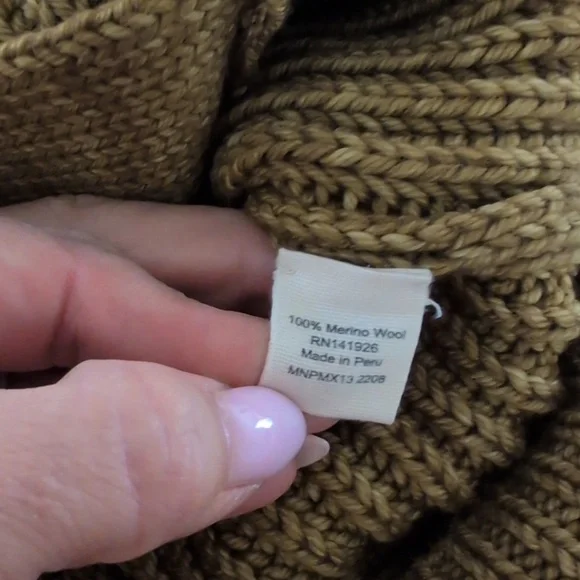 100% Merino Wool
RN141926
Made in Peru
MNPMX13 2208